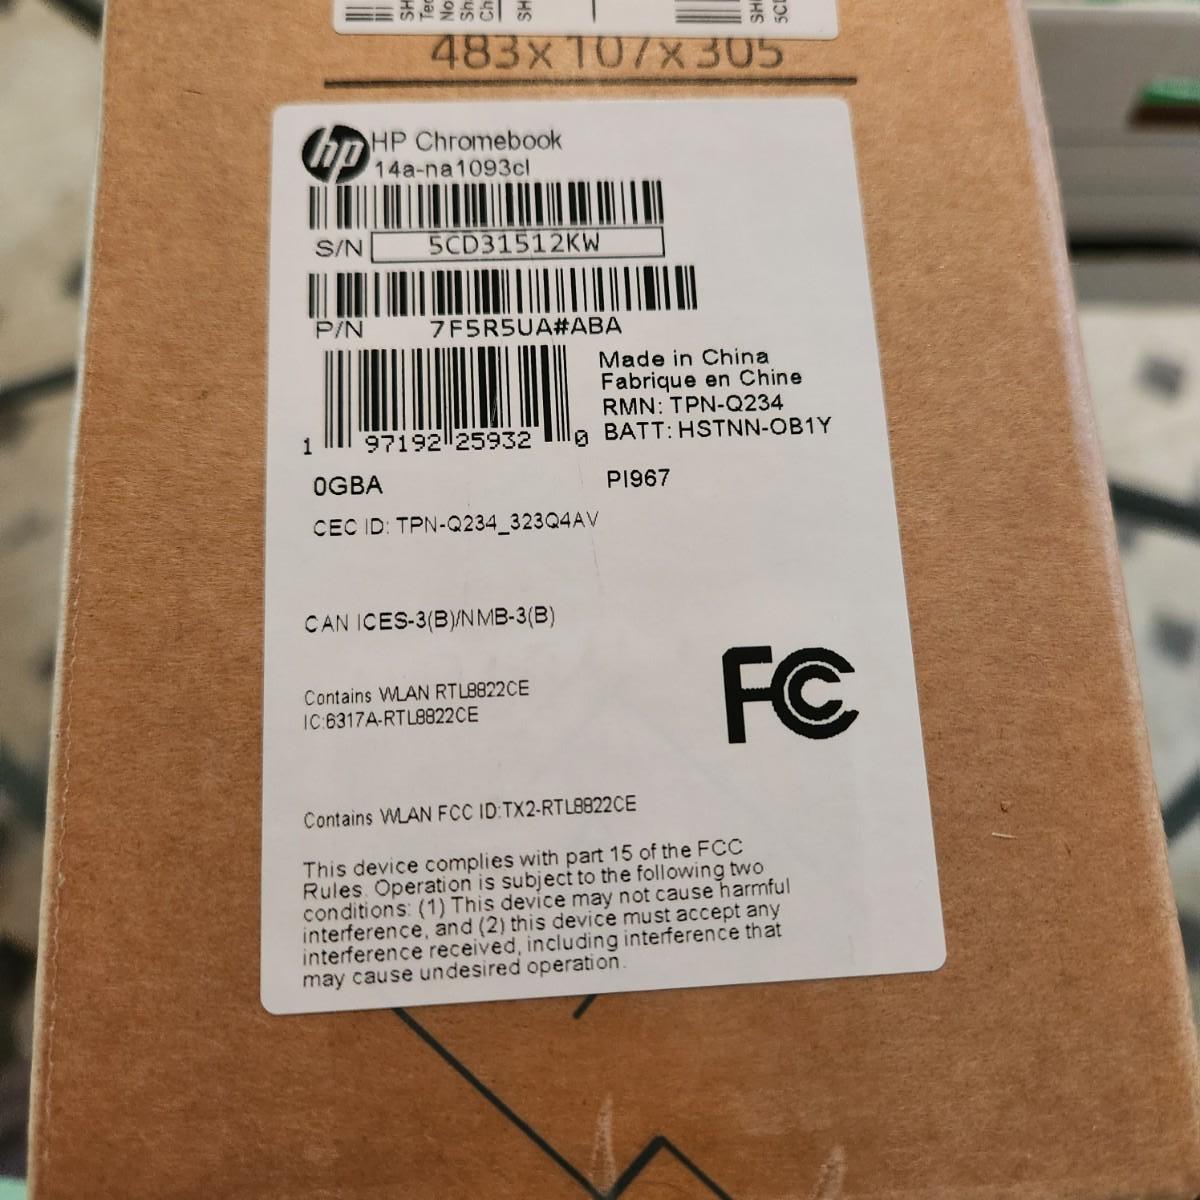 483x107x305
hp
HP Chromebook
14a-na1093cl
S/N 5CD31512KW
P/N 7F5R5UA#ABA
Made in China
Fabrique en Chine
RMN: TPN-Q234
BATT: HSTNN-OB1Y
1 97192 25932 0
0GBA PI967
CEC ID: TPN-Q234_323Q4AV
CAN ICES-3(B)/NMB-3(B)
Contains WLAN RTL8822CE
IC:6317A-RTL8822CE
FC
Contains WLAN FCC ID:TX2-RTL8822CE
This device complies with part 15 of the FCC
Rules. Operation is subject to the following two
conditions: (1) This device may not cause harmful
interference, and (2) this device must accept any
interference received, including interference that
may cause undesired operation.